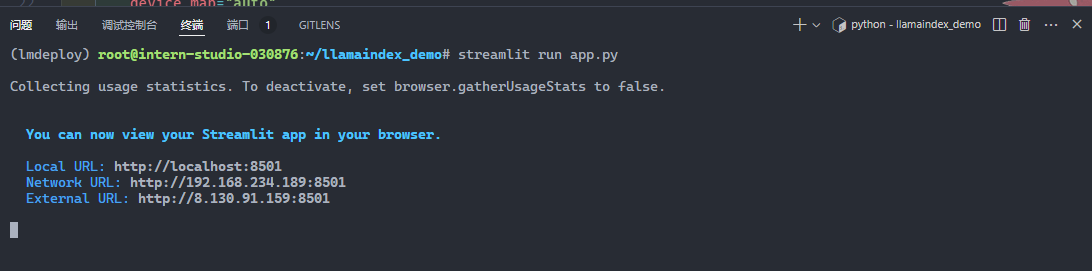 device_map="auto"
问题 输出 调试控制台 终端 端口 1 GITLENS python - llamaindex_demo
(lmdeploy) root@intern-studio-030876:~/llamaindex_demo# streamlit run app.py
Collecting usage statistics. To deactivate, set browser.gatherUsageStats to false.
You can now view your Streamlit app in your browser.
Local URL: http://localhost:8501
Network URL: http://192.168.234.189:8501
External URL: http://8.130.91.159:8501